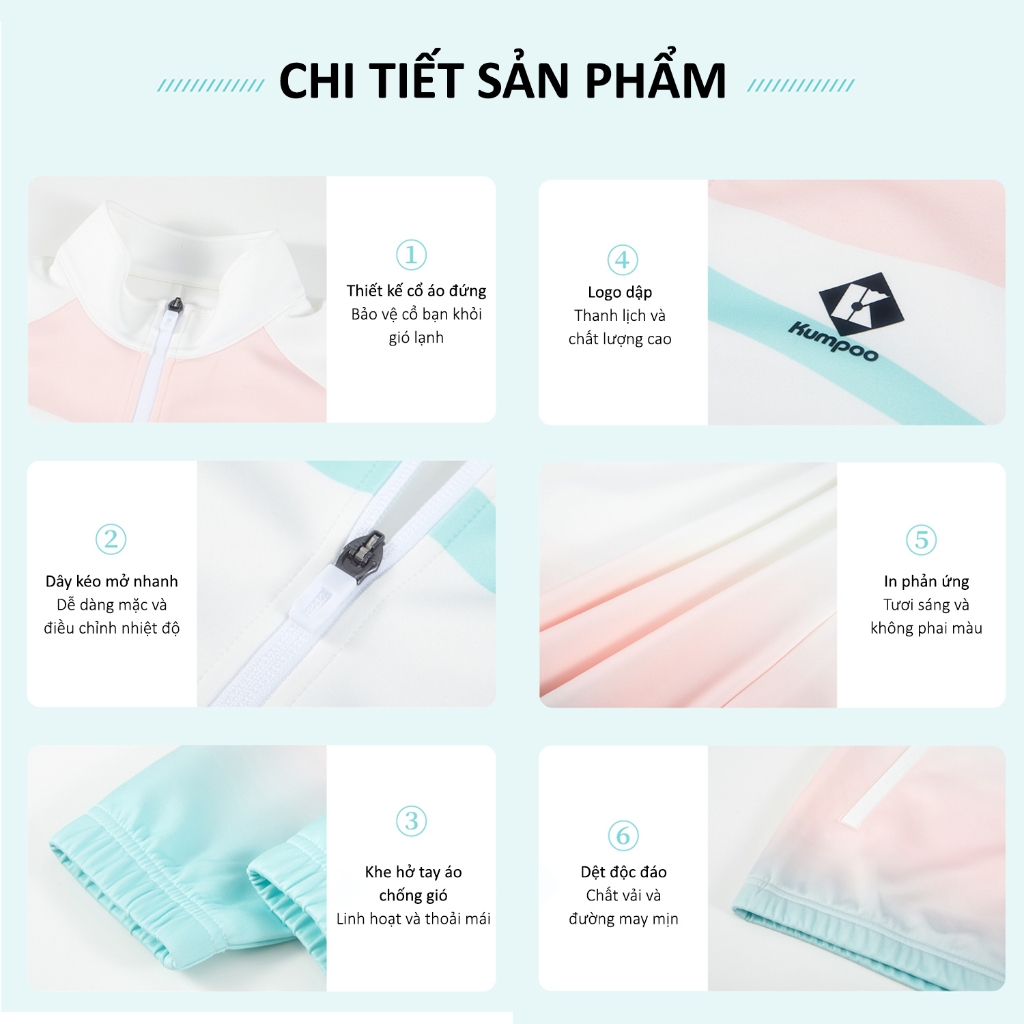 CHI TIẾT SẢN PHẨM
1
Thiết kế cổ áo đứng
Bảo vệ cổ bạn khỏi
gió lạnh
2
Dây kéo mở nhanh
Dễ dàng mặc và
điều chỉnh nhiệt độ
3
Khe hở tay áo
chống gió
Linh hoạt và thoải mái
4
Logo dập
Thanh lịch và
chất lượng cao
Kumpoo
5
In phản ứng
Tươi sáng và
không phai màu
6
Dệt độc đáo
Chất vải và
đường may mịn